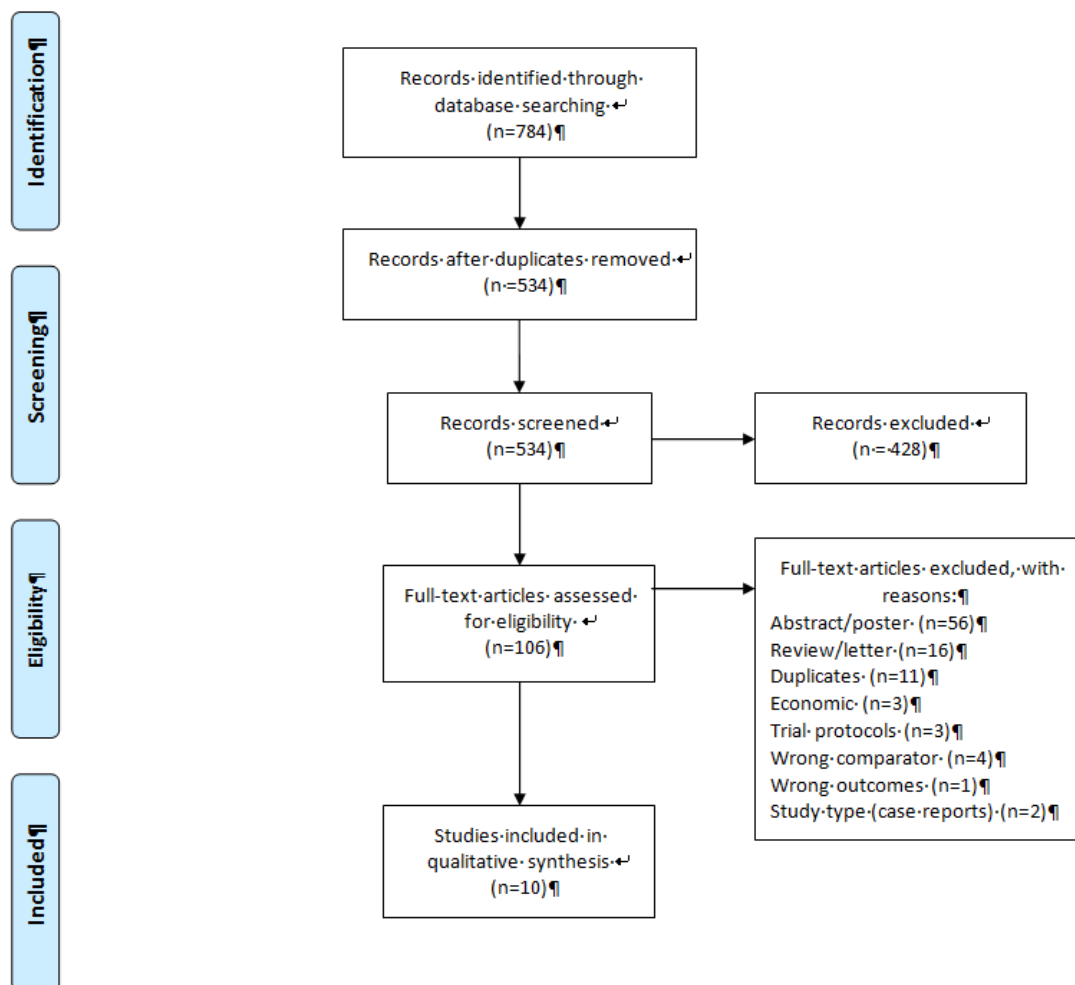 Identification¶
Records·identified·through·
database·searching·↵
(n=784)¶
Records·after·duplicates·removed·↵
(n·=534)¶
Screening¶
Records·screened·↵
(n=534)¶
Records·excluded·↵
(n·=·428)¶
Eligibility¶
Full-text·articles·assessed·
for·eligibility·↵
(n=106)¶
Full-text·articles·excluded,·with·
reasons:¶
Abstract/poster·(n=56)¶
Review/letter·(n=16)¶
Duplicates·(n=11)¶
Economic·(n=3)¶
Trial·protocols·(n=3)¶
Wrong·comparator·(n=4)¶
Wrong·outcomes·(n=1)¶
Study·type·(case·reports)·(n=2)¶
Included¶
Studies·included·in·
qualitative·synthesis·↵
(n=10)¶